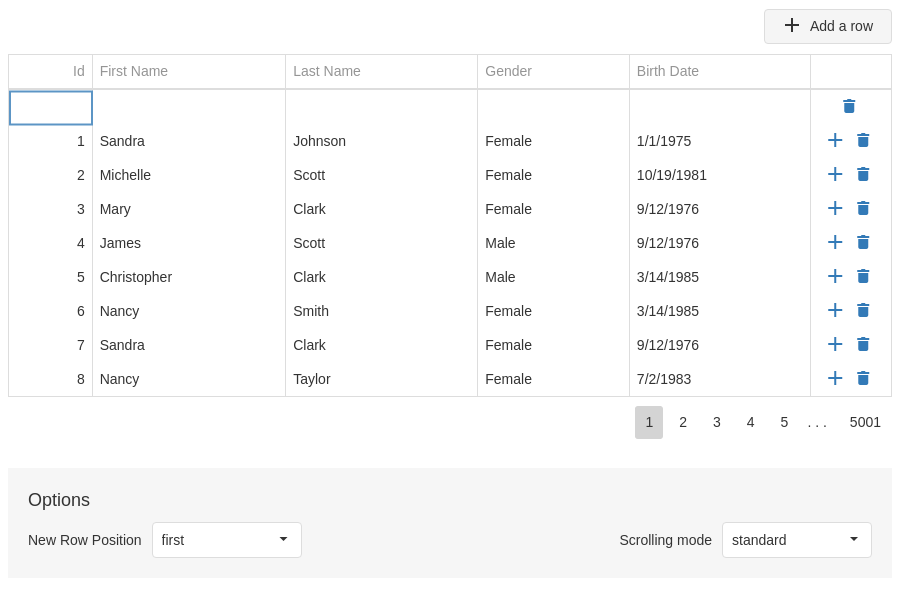 Add a row
Id First Name Last Name Gender Birth Date
1 Sandra Johnson Female 1/1/1975
2 Michelle Scott Female 10/19/1981
3 Mary Clark Female 9/12/1976
4 James Scott Male 9/12/1976
5 Christopher Clark Male 3/14/1985
6 Nancy Smith Female 3/14/1985
7 Sandra Clark Female 9/12/1976
8 Nancy Taylor Female 7/2/1983
1 2 3 4 5 . . . 5001
Options
New Row Position first Scrolling mode standard